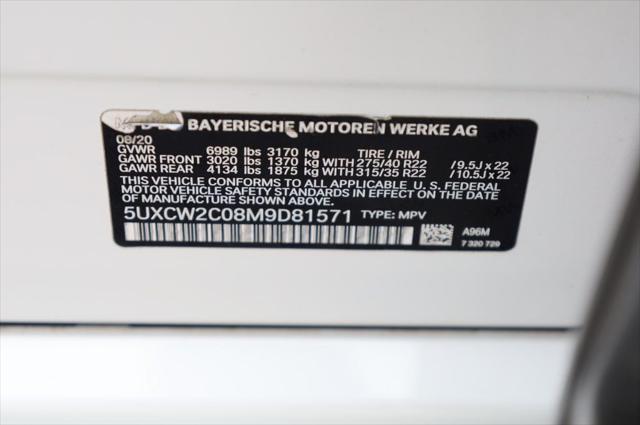 BAYERISCHE MOTOREN WERKE AG
08/20
GVWR 6989 lbs 3170 kg TIRE / RIM
GAWR FRONT 3020 lbs 1370 kg WITH 275/40 R22 / 9.5J x 22
GAWR REAR 4134 lbs 1875 kg WITH 315/35 R22 / 10.5J x 22
THIS VEHICLE CONFORMS TO ALL APPLICABLE U. S. FEDERAL
MOTOR VEHICLE SAFETY STANDARDS IN EFFECT ON THE DATE
OF MANUFACTURE SHOWN ABOVE.
5UXCW2C08M9D81571 TYPE: MPV
A96M
7 320 729